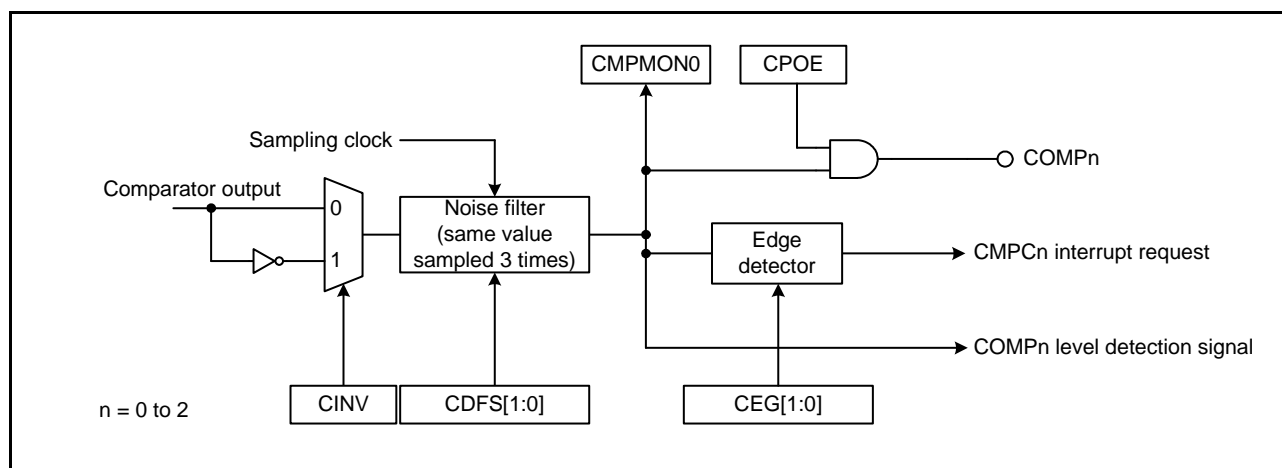 CMPMON0
CPOE
Sampling clock
COMPn
Comparator output
0
1
Noise filter
(same value
sampled 3 times)
Edge
detector
CMPCn interrupt request
COMPn level detection signal
n = 0 to 2
CINV
CDFS[1:0]
CEG[1:0]